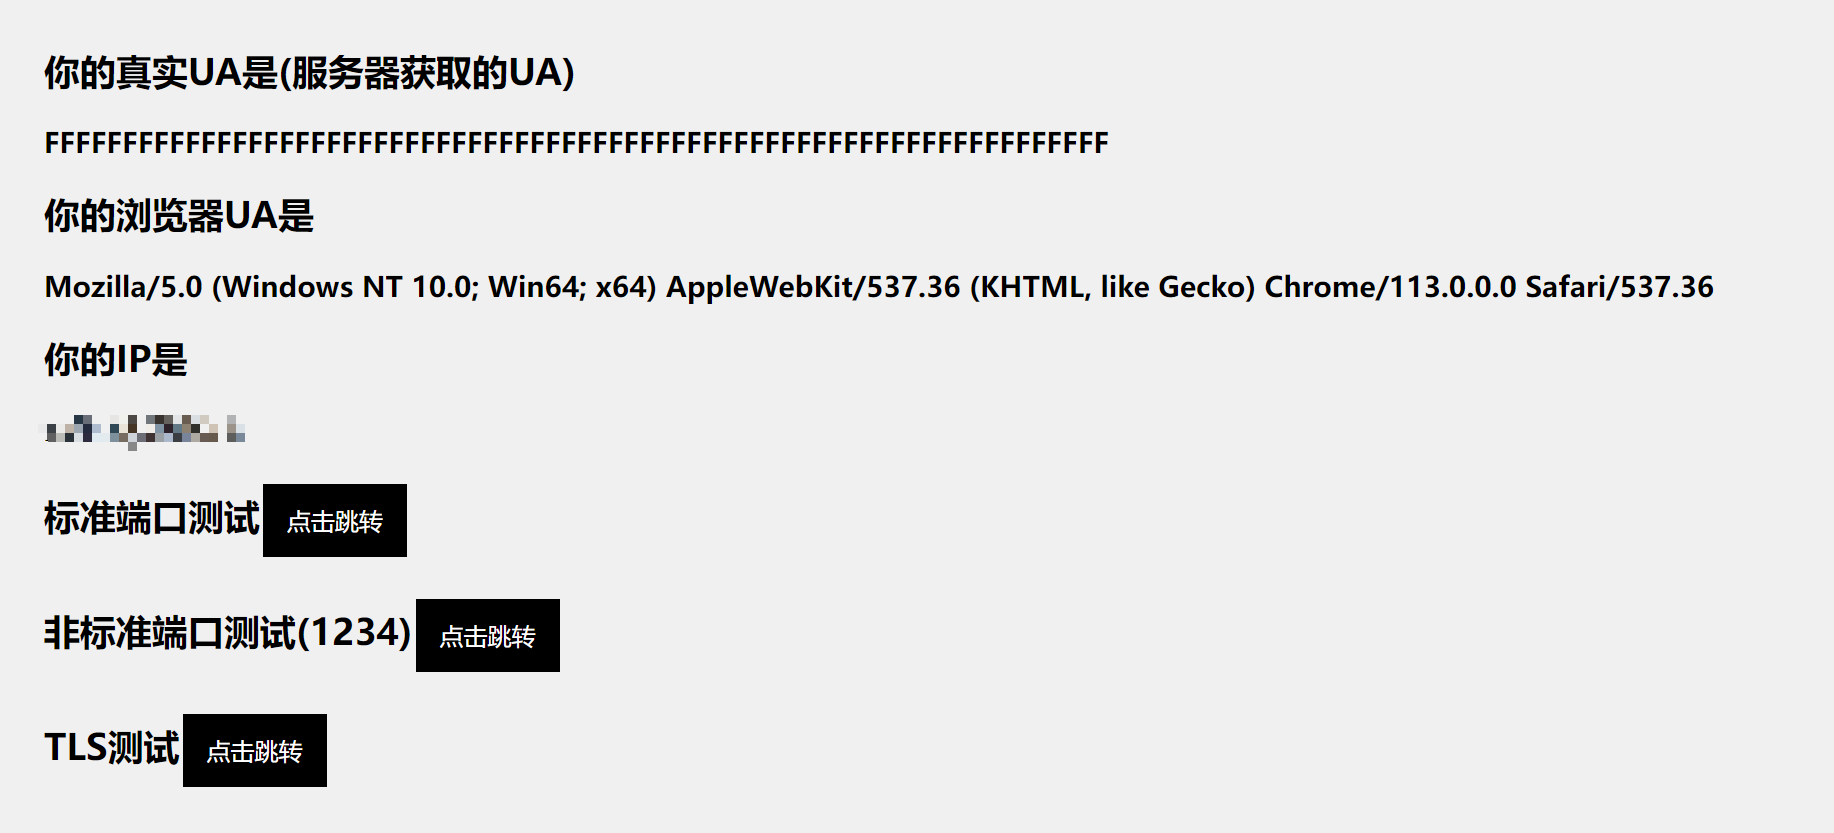 你的真实UA是(服务器获取的UA)
FFFFFFFFFFFFFFFFFFFFFFFFFFFFFFFFFFFFFFFFFFFFFFFFFFFFFFFFFFFFFFFFFFFF
你的浏览器UA是
Mozilla/5.0 (Windows NT 10.0; Win64; x64) AppleWebKit/537.36 (KHTML, like Gecko) Chrome/113.0.0.0 Safari/537.36
你的IP是
标准端口测试 点击跳转
非标准端口测试(1234) 点击跳转
TLS测试 点击跳转